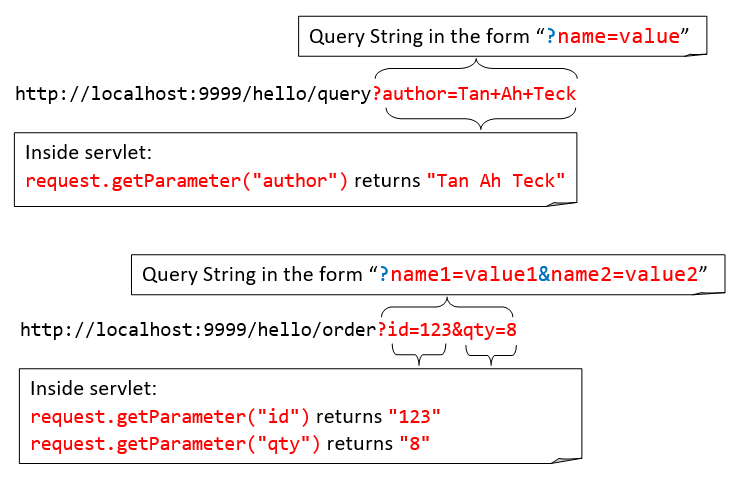 Query String in the form “?name=value”
http://localhost:9999/hello/query?author=Tan+Ah+Teck
Inside servlet:
request.getParameter("author") returns "Tan Ah Teck"
Query String in the form “?name1=value1&name2=value2”
http://localhost:9999/hello/order?id=123&qty=8
Inside servlet:
request.getParameter("id") returns "123"
request.getParameter("qty") returns "8"